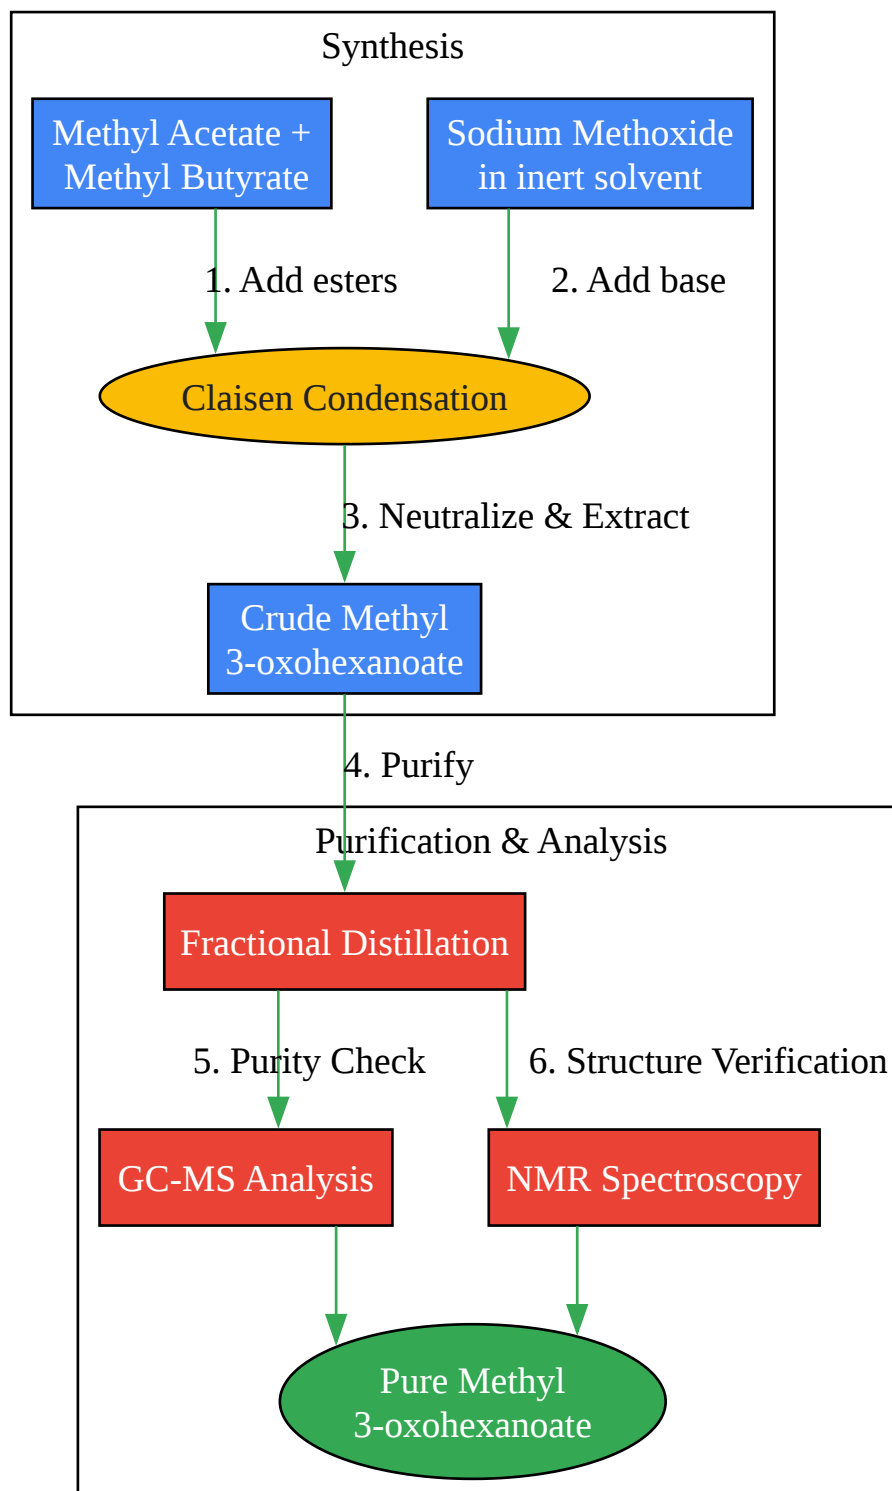 Synthesis
Methyl Acetate +
Methyl Butyrate
Sodium Methoxide
in inert solvent
1. Add esters
2. Add base
Claisen Condensation
3. Neutralize & Extract
Crude Methyl
3-oxohexanoate
4. Purify
Purification & Analysis
Fractional Distillation
5. Purity Check
6. Structure Verification
GC-MS Analysis
NMR Spectroscopy
Pure Methyl
3-oxohexanoate